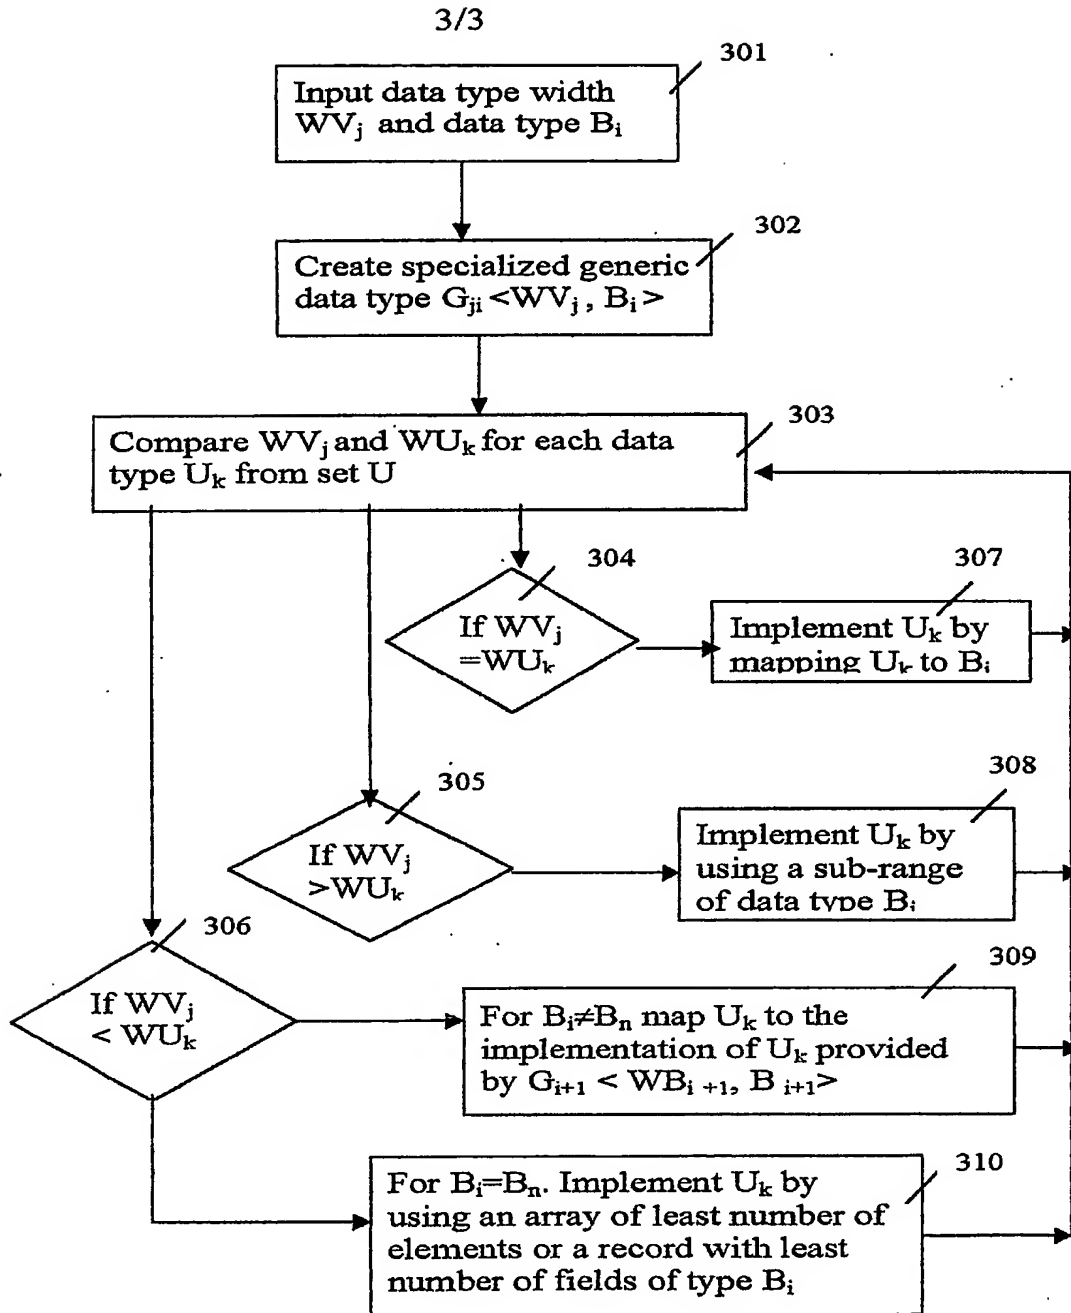 3/3
301
Input data type width
WVj and data type Bi
302
Create specialized generic
data type Gji <WVj, Bi>
303
Compare WVj and WUk for each data
type Uk from set U
304
If WVj
=WUk
307
Implement Uk by
mapping Uk to Bi
305
If WVj
>WUk
308
Implement Uk by
using a sub-range
of data type Bi
306
If WVj
< WUk
309
For Bi≠Bn map Uk to the
implementation of Uk provided
by Gi+1 < WBi +1, B i+1>
310
For Bi=Bn. Implement Uk by
using an array of least number of
elements or a record with least
number of fields of type Bi